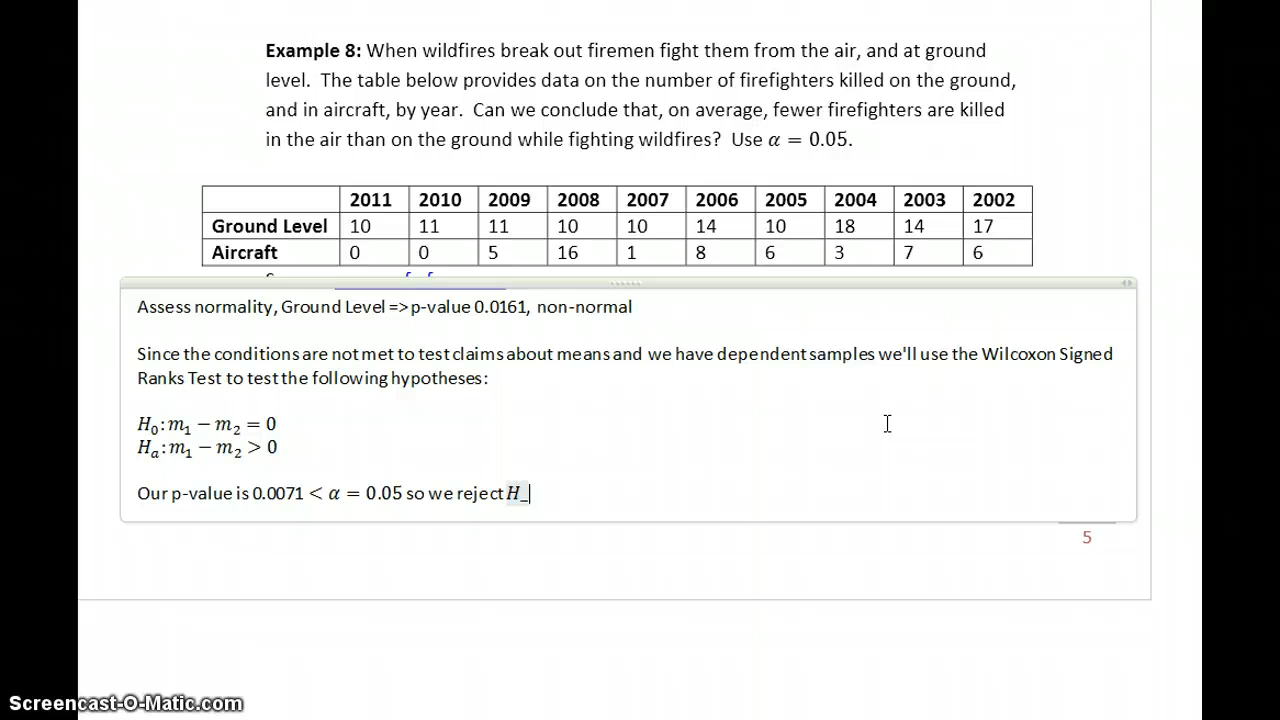 Example 8: When wildfires break out firemen fight them from the air, and at ground
level. The table below provides data on the number of firefighters killed on the ground,
and in aircraft, by year. Can we conclude that, on average, fewer firefighters are killed
in the air than on the ground while fighting wildfires? Use α = 0.05.
2011 2010 2009 2008 2007 2006 2005 2004 2003 2002
Ground Level 10 11 11 10 10 14 10 18 14 17
Aircraft 0 0 5 16 1 8 6 3 7 6
Assess normality, Ground Level => p-value 0.0161, non-normal
Since the conditions are not met to test claims about means and we have dependent samples we'll use the Wilcoxon Signed
Ranks Test to test the following hypotheses:
H₀: m₁ − m₂ = 0
Hₐ: m₁ − m₂ > 0
Our p-value is 0.0071 < α = 0.05 so we reject H_
5
Screencast-O-Matic.com